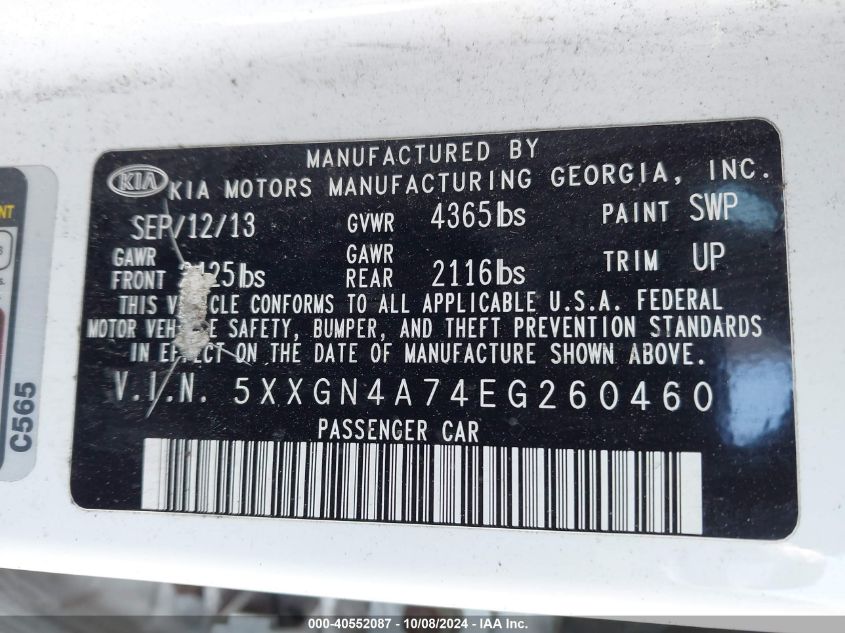 MANUFACTURED BY
KIA KIA MOTORS MANUFACTURING GEORGIA, INC.
SEP/12/13 GVWR 4365lbs PAINT SWP
GAWR FRONT GAWR REAR 2116lbs TRIM UP
THIS CONFORMS TO ALL APPLICABLE U.S.A. FEDERAL
MOTOR SAFETY, BUMPER, AND THEFT PREVENTION STANDARDS
IN ON THE DATE OF MANUFACTURE SHOWN ABOVE.
V.I.N. 5XXGN4A74EG260460
PASSENGER CAR
C565
000-40552087 - 10/08/2024 - IAA Inc.